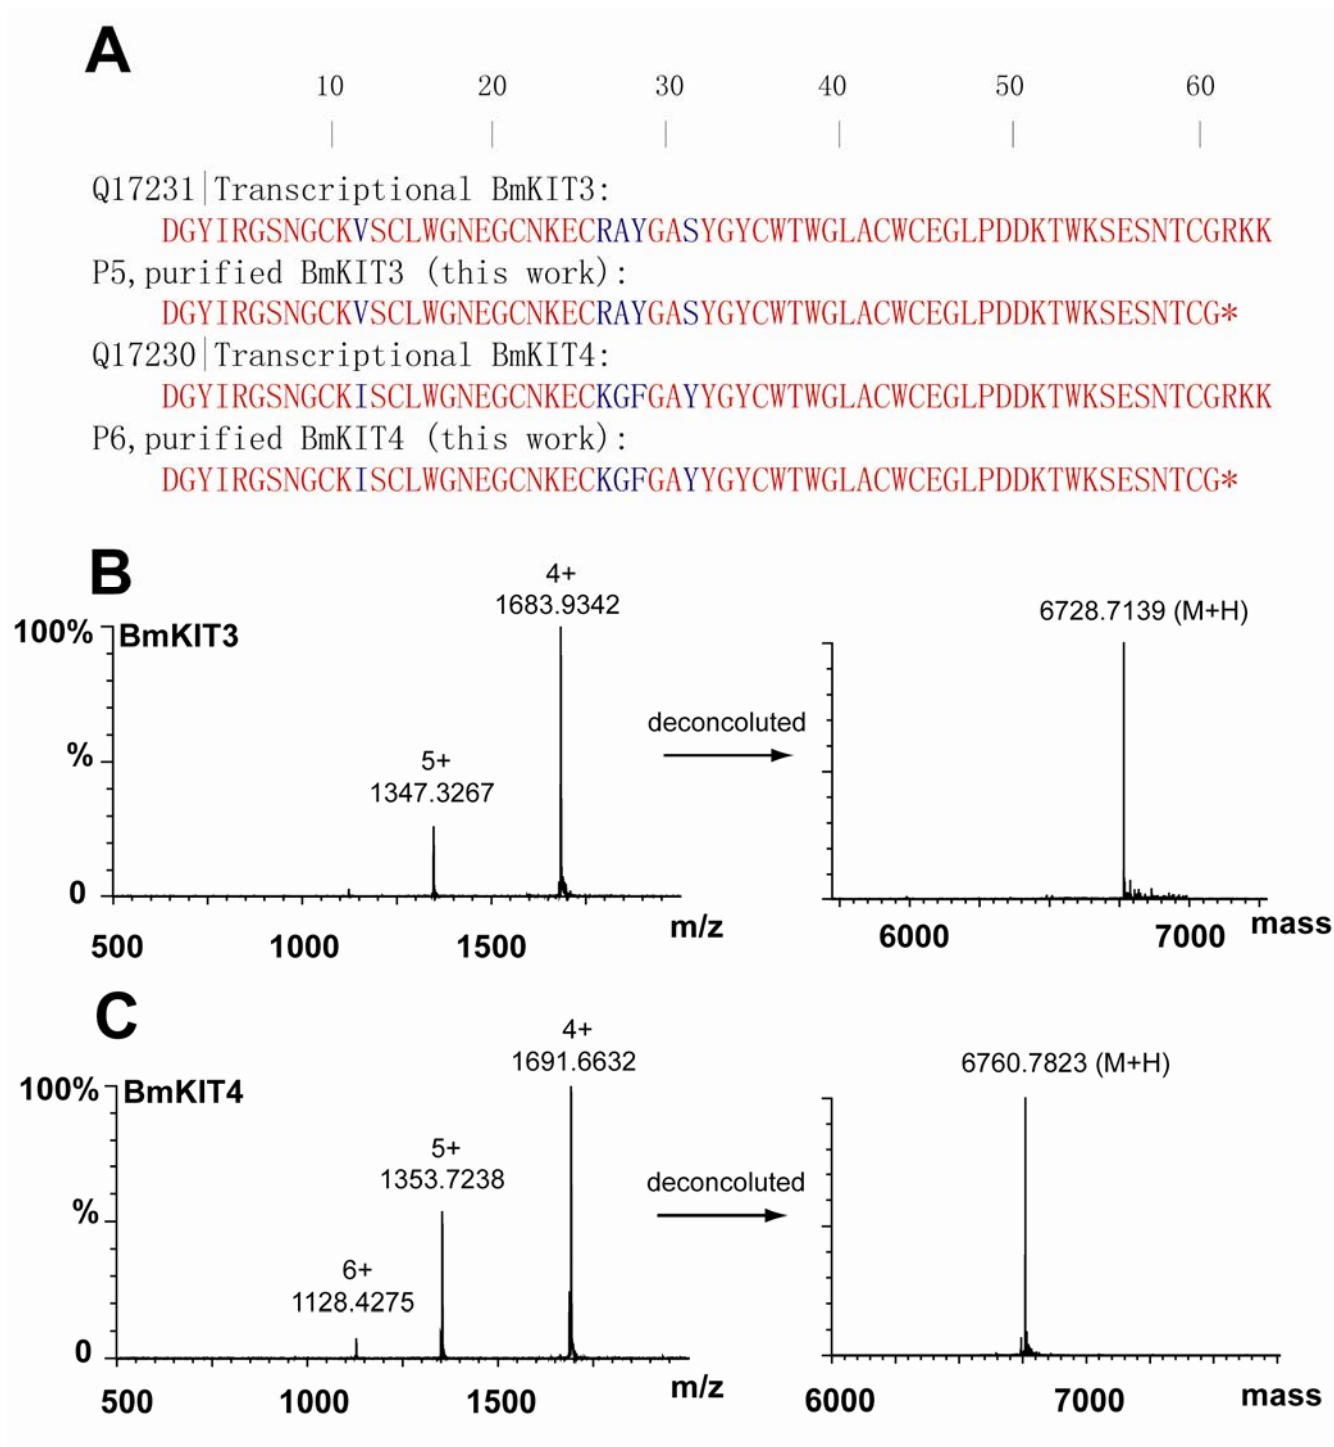 A
10 20 30 40 50 60
Q17231|Transcriptional BmKIT3:
DGYIRGSNGCKVSCLWGNEGCNKECRAYGASYGYCWTWGLACWCEGLPDDKTWKSESNTCGRKK
P5,purified BmKIT3 (this work):
DGYIRGSNGCKVSCLWGNEGCNKECRAYGASYGYCWTWGLACWCEGLPDDKTWKSESNTCG*
Q17230|Transcriptional BmKIT4:
DGYIRGSNGCKISCLWGNEGCNKECKGFGAYYGYCWTWGLACWCEGLPDDKTWKSESNTCGRKK
P6,purified BmKIT4 (this work):
DGYIRGSNGCKISCLWGNEGCNKECKGFGAYYGYCWTWGLACWCEGLPDDKTWKSESNTCG*
B
4+
1683.9342
6728.7139 (M+H)
100%
BmKIT3
deconcoluted
%
5+
1347.3267
0
m/z
mass
500 1000 1500
6000 7000
C
4+
1691.6632
6760.7823 (M+H)
100%
BmKIT4
5+
1353.7238
deconcoluted
%
6+
1128.4275
0
m/z
mass
500 1000 1500
6000 7000